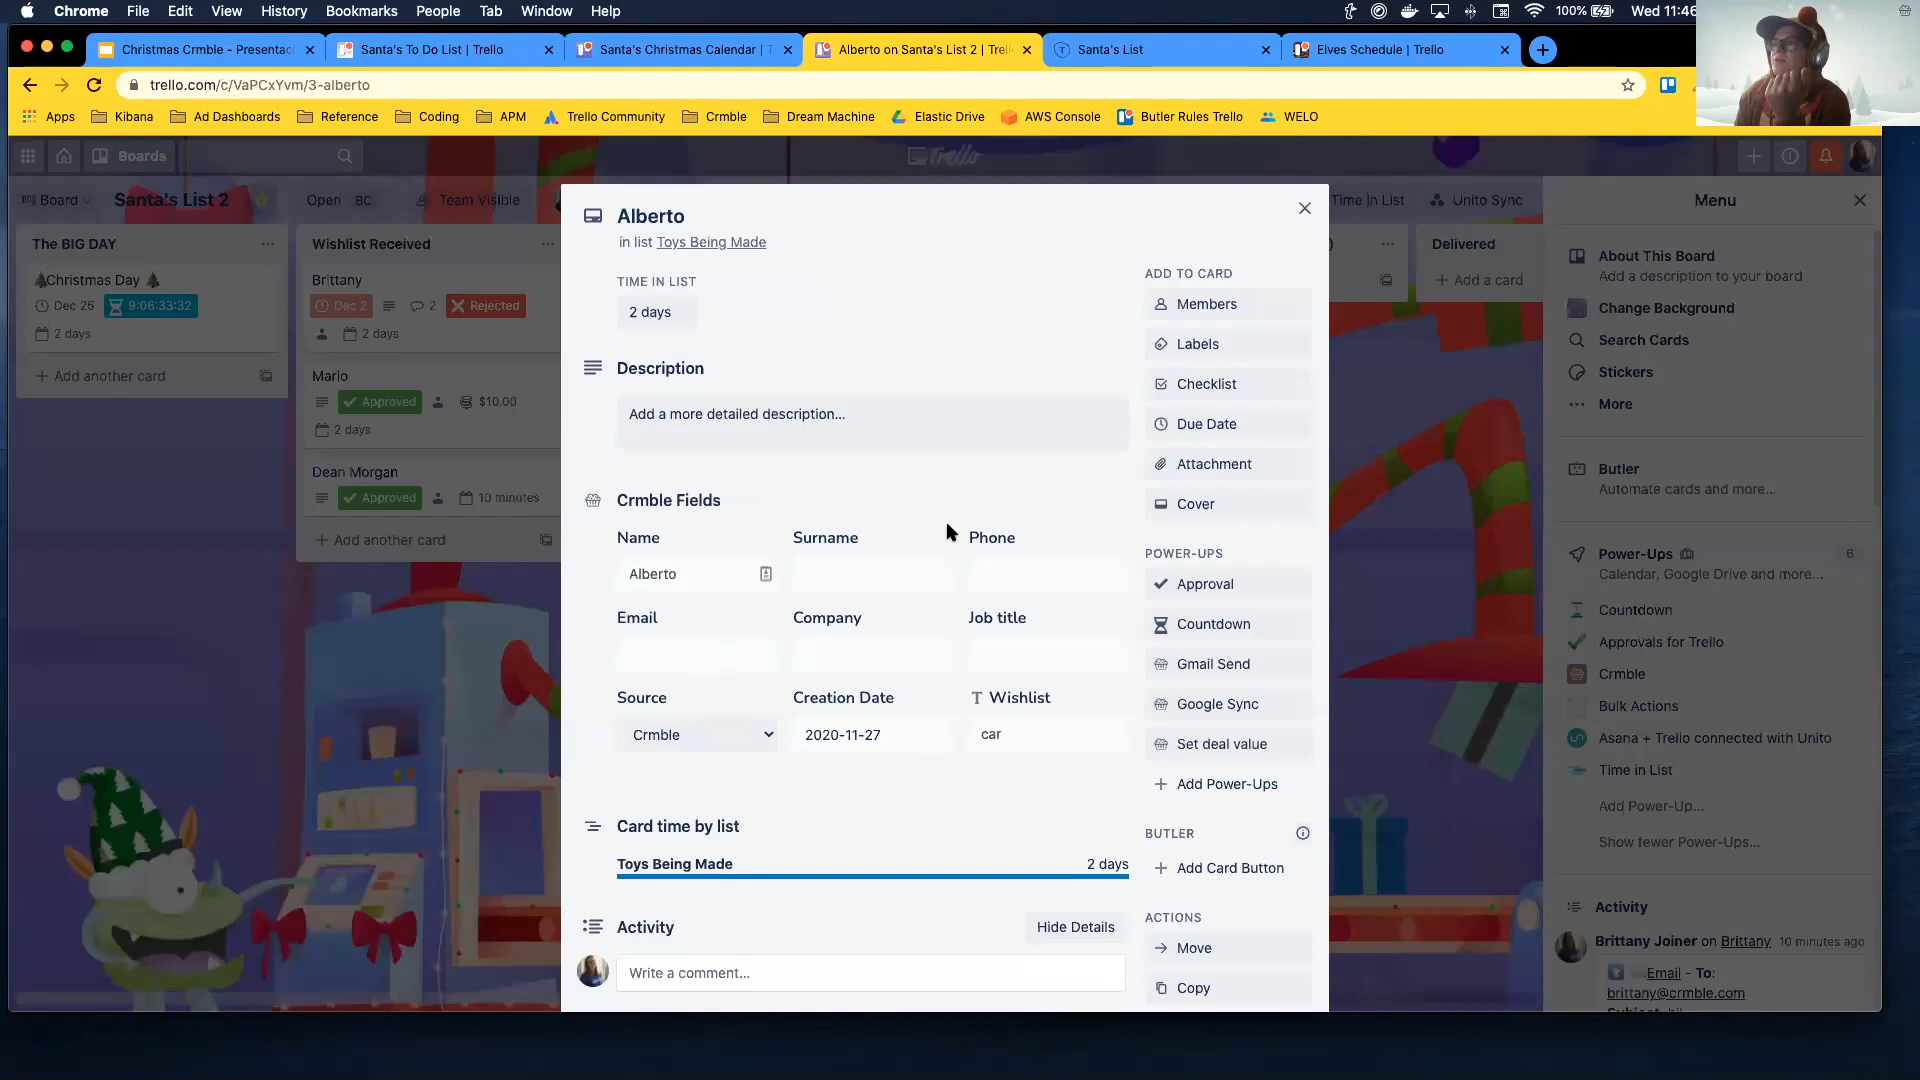 Chrome File Edit View History Bookmarks People Tab Window Help 100% Wed 11:46
Christmas Crmble - Presentac Santa's To Do List | Trello Santa's Christmas Calendar | T Alberto on Santa's List 2 | Trell Santa's List Elves Schedule | Trello
trello.com/c/VaPCxYvm/3-alberto
Apps Kibana Ad Dashboards Reference Coding APM Trello Community Crmble Dream Machine Elastic Drive AWS Console Butler Rules Trello WELO
Boards Trello
Board Santa's List 2 Open BC Team Visible Time In List Unito Sync
The BIG DAY
Christmas Day
Dec 25 9:06:33:32
2 days
+ Add another card
Wishlist Received
Brittany
Dec 2 2 Rejected
2 days
Mario
Approved $10.00
2 days
Dean Morgan
Approved 10 minutes
+ Add another card
Alberto
in list Toys Being Made
TIME IN LIST
2 days
Description
Add a more detailed description...
Crmble Fields
Name Surname Phone
Alberto
Email Company Job title
Source Creation Date Wishlist
Crmble 2020-11-27 car
Card time by list
Toys Being Made 2 days
Activity Hide Details
Write a comment...
ADD TO CARD
Members
Labels
Checklist
Due Date
Attachment
Cover
POWER-UPS
Approval
Countdown
Gmail Send
Google Sync
Set deal value
+ Add Power-Ups
BUTLER
+ Add Card Button
ACTIONS
Move
Copy
Delivered
+ Add a card
Menu
About This Board
Add a description to your board
Change Background
Search Cards
Stickers
More
Butler
Automate cards and more...
Power-Ups 6
Calendar, Google Drive and more...
Countdown
Approvals for Trello
Crmble
Bulk Actions
Asana + Trello connected with Unito
Time in List
Add Power-Up...
Show fewer Power-Ups...
Activity
Brittany Joiner on Brittany 10 minutes ago
Email - To:
brittany@crmble.com